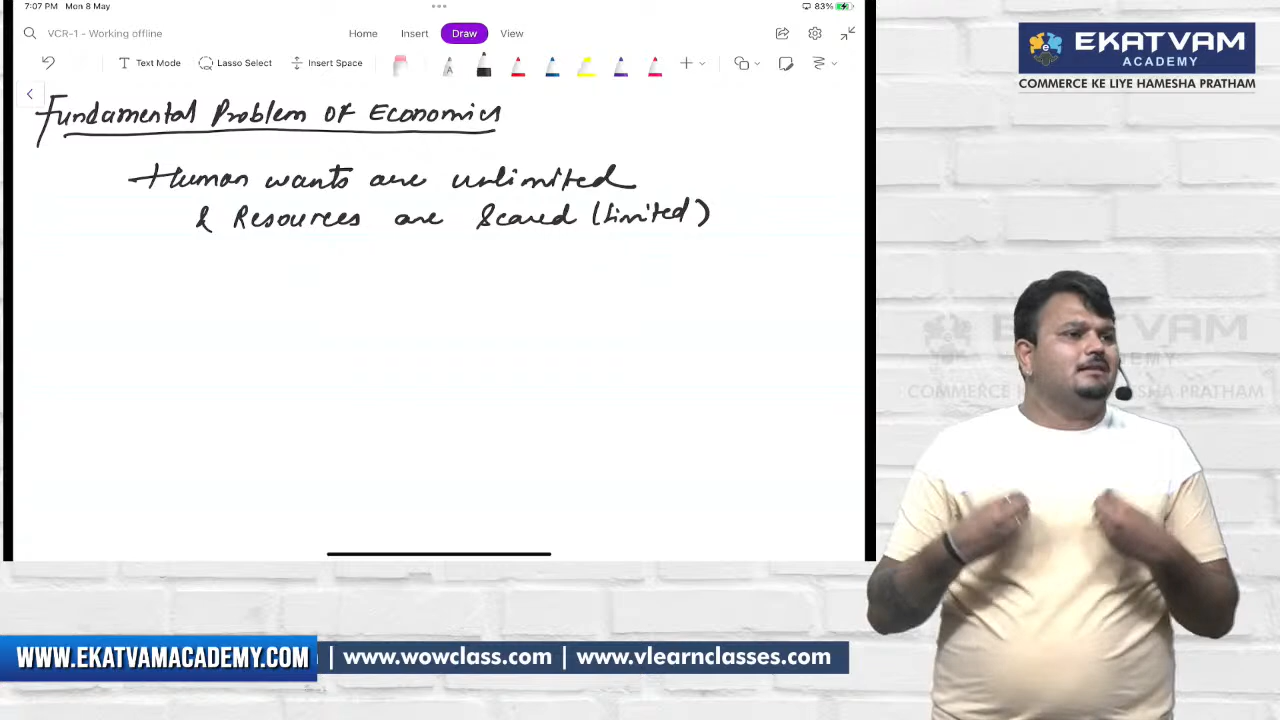 7:07 PM Mon 8 May
83%
VCR-1 - Working offline
Home Insert Draw View
Text Mode Lasso Select Insert Space
Fundamental Problem Of Economics
Human wants are unlimited
& Resources are Scared (Limited)
EKATVAM
ACADEMY
COMMERCE KE LIYE HAMESHA PRATHAM
WWW.EKATVAMACADEMY.COM | www.wowclass.com | www.vlearnclasses.com